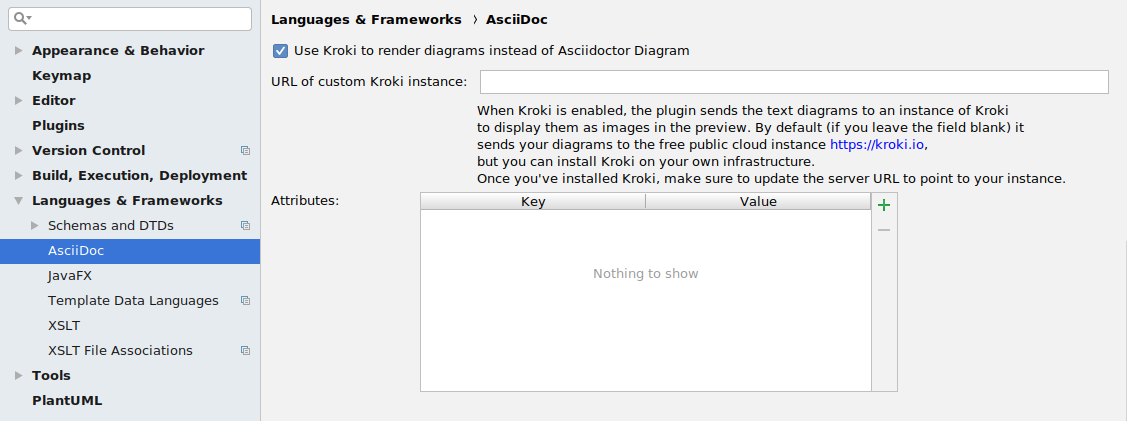 Appearance & Behavior
Keymap
Editor
Plugins
Version Control
Build, Execution, Deployment
Languages & Frameworks
Schemas and DTDs
AsciiDoc
JavaFX
Template Data Languages
XSLT
XSLT File Associations
Tools
PlantUML
Languages & Frameworks › AsciiDoc
Use Kroki to render diagrams instead of Asciidoctor Diagram
URL of custom Kroki instance:
When Kroki is enabled, the plugin sends the text diagrams to an instance of Kroki
to display them as images in the preview. By default (if you leave the field blank) it
sends your diagrams to the free public cloud instance https://kroki.io,
but you can install Kroki on your own infrastructure.
Once you've installed Kroki, make sure to update the server URL to point to your instance.
Attributes:
Key Value
Nothing to show